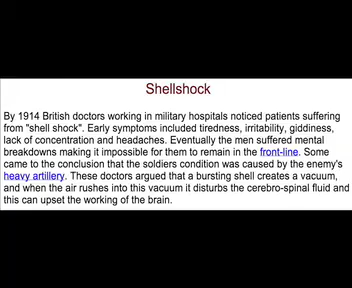 Shellshock
By 1914 British doctors working in military hospitals noticed patients suffering
from "shell shock". Early symptoms included tiredness, irritability, giddiness,
lack of concentration and headaches. Eventually the men suffered mental
breakdowns making it impossible for them to remain in the front-line. Some
came to the conclusion that the soldiers condition was caused by the enemy's
heavy artillery. These doctors argued that a bursting shell creates a vacuum,
and when the air rushes into this vacuum it disturbs the cerebro-spinal fluid and
this can upset the working of the brain.